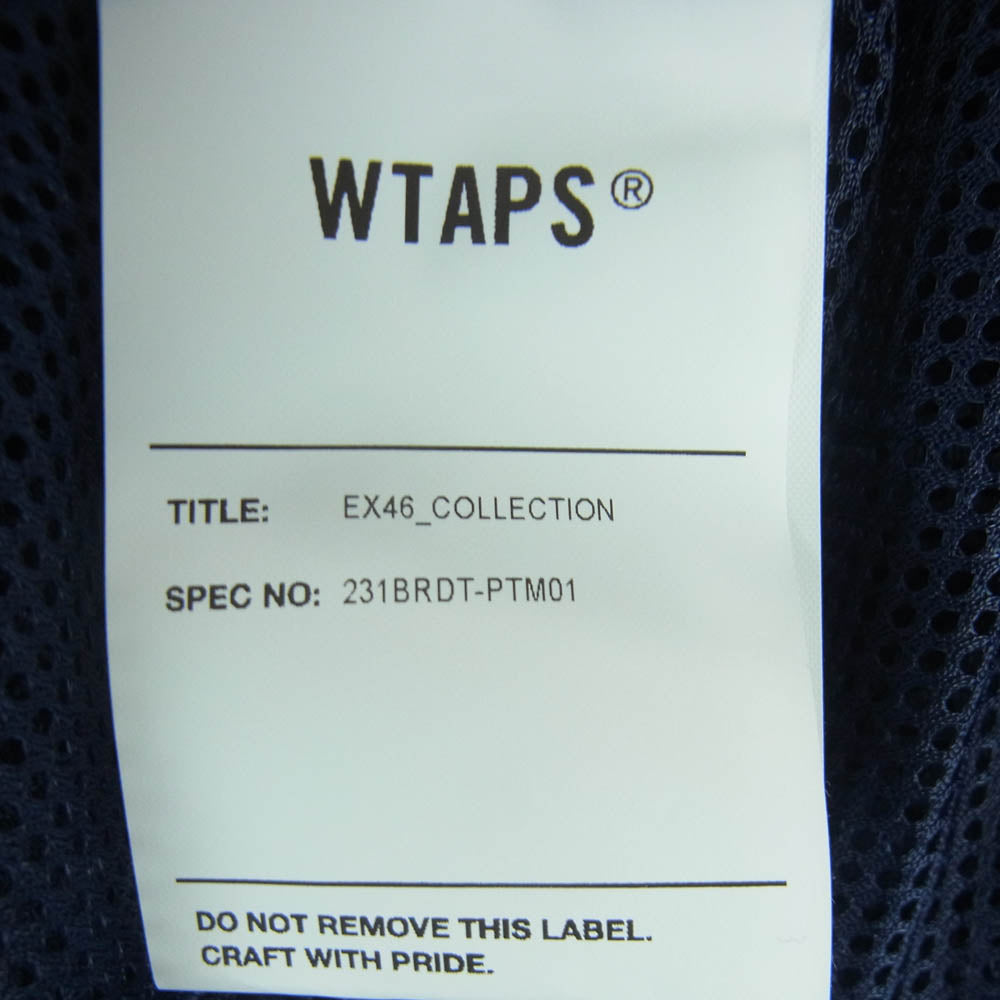 WTAPS®
TITLE: EX46_COLLECTION
SPEC NO: 231BRDT-PTM01
DO NOT REMOVE THIS LABEL.
CRAFT WITH PRIDE.